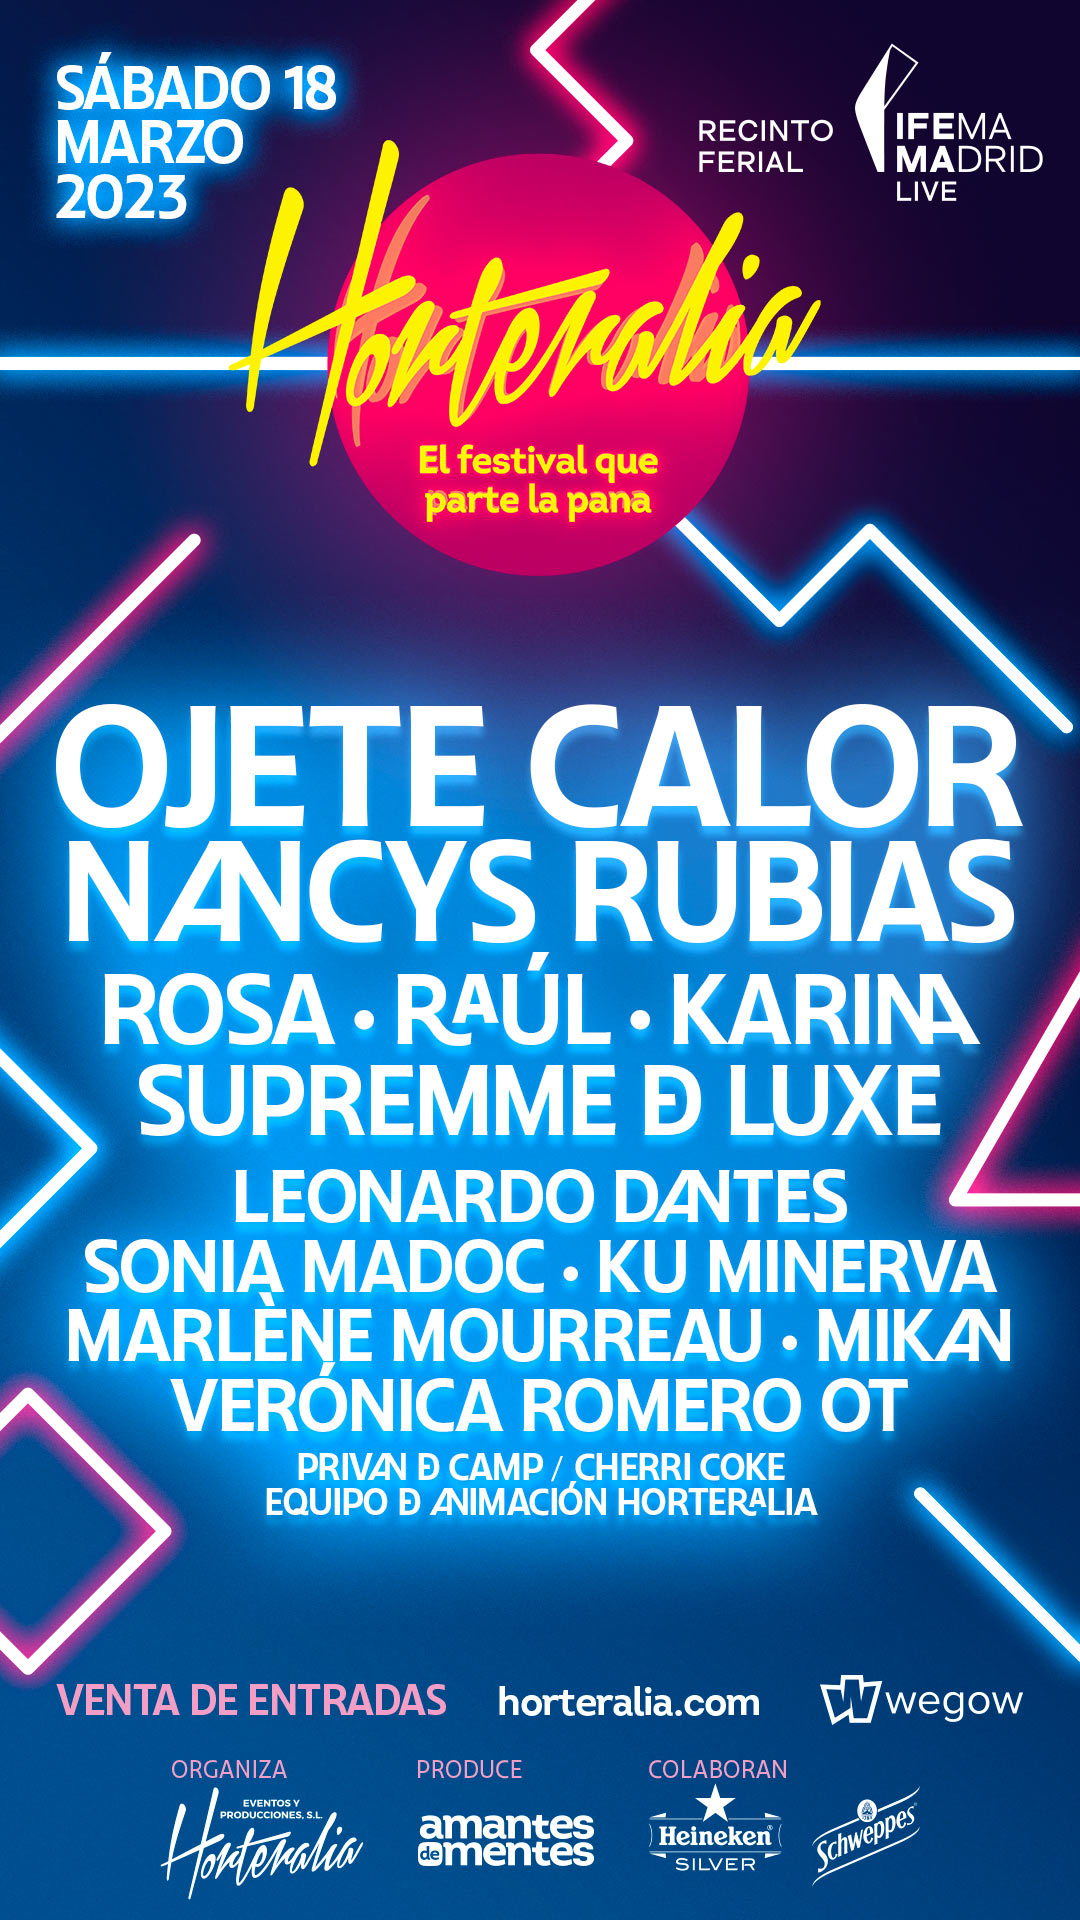 SÁBADO 18
MARZO
2023
RECINTO
FERIAL
IFEMA
MADRID
LIVE
Horteralia
El festival que
parte la pana
OJETE CALOR
NANCYS RUBIAS
ROSA • RAÚL • KARINA
SUPREMME D LUXE
LEONARDO DANTES
SONIA MADOC • KU MINERVA
MARLÈNE MOURREAU • MIKAN
VERÓNICA ROMERO OT
PRIVAN D CAMP / CHERRI COKE
EQUIPO D ANIMACIÓN HORTERALIA
VENTA DE ENTRADAS
horteralia.com
W wegow
ORGANIZA
EVENTOS Y
PRODUCCIONES, S.L.
Horteralia
PRODUCE
amantes
de mentes
COLABORAN
Heineken®
SILVER
Schweppes